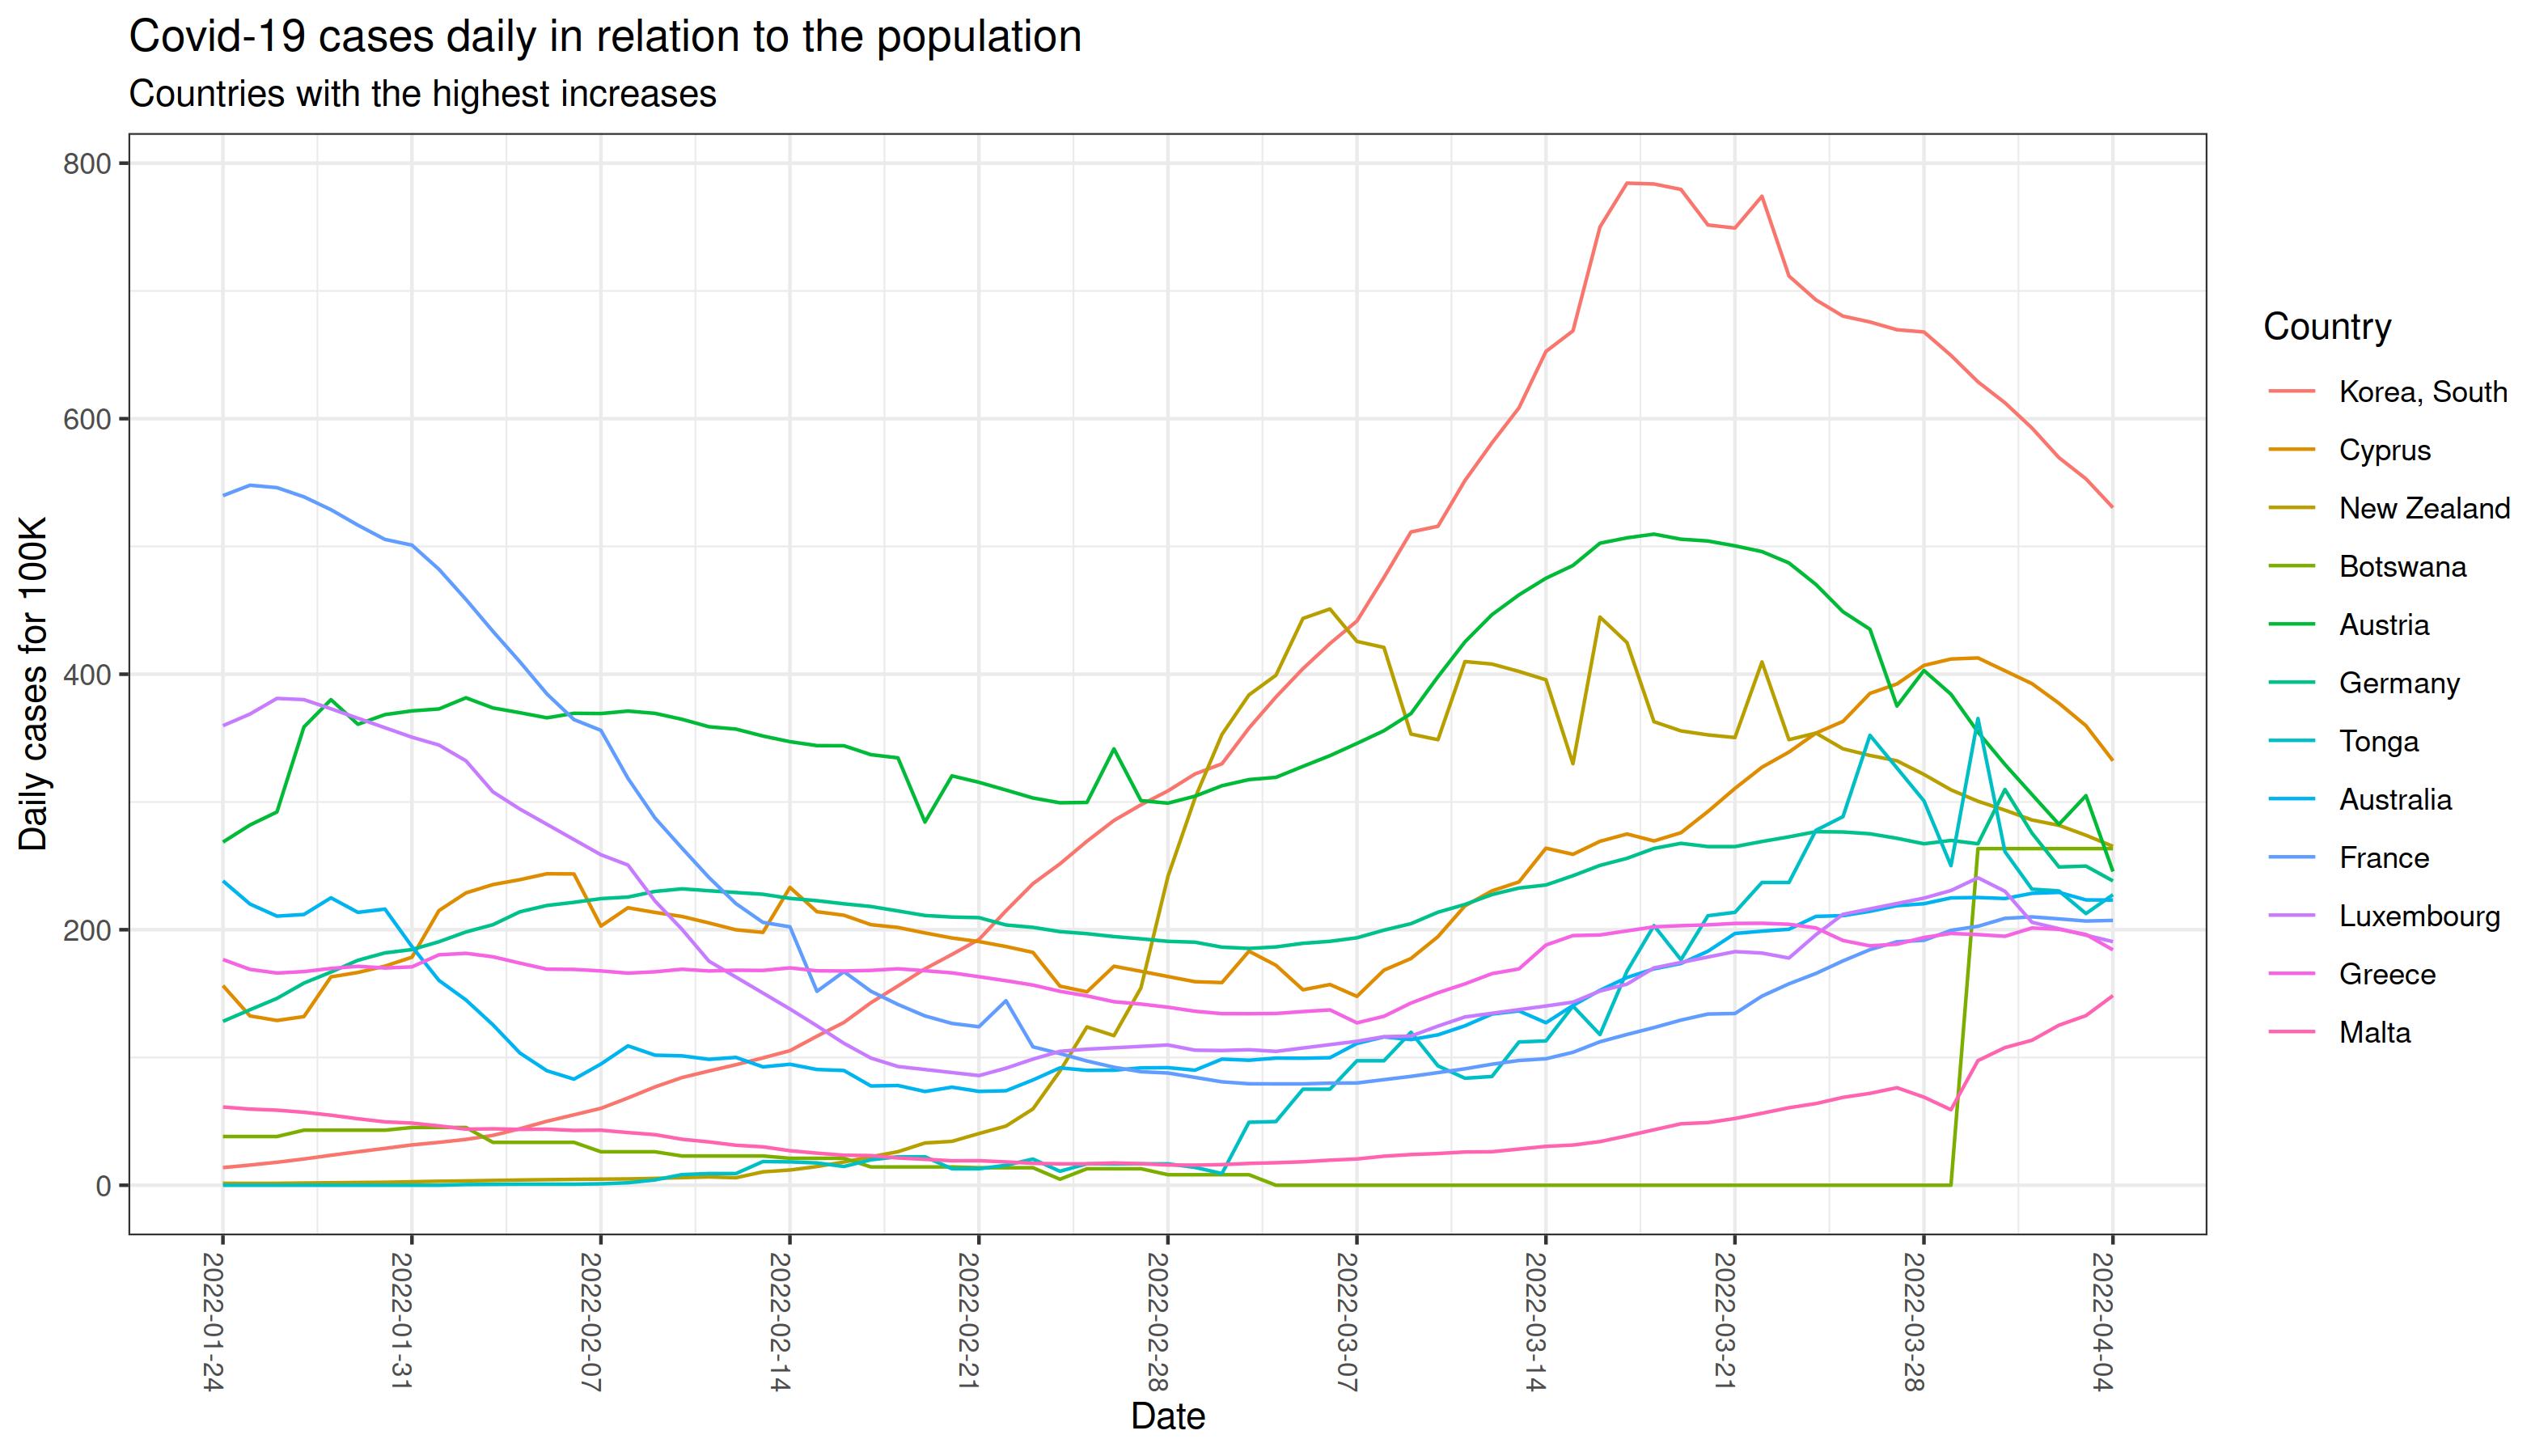 Covid-19 cases daily in relation to the population
Countries with the highest increases
Daily cases for 100K
800
600
400
200
0
2022-01-24
2022-01-31
2022-02-07
2022-02-14
2022-02-21
2022-02-28
2022-03-07
2022-03-14
2022-03-21
2022-03-28
2022-04-04
Date
Country
Korea, South
Cyprus
New Zealand
Botswana
Austria
Germany
Tonga
Australia
France
Luxembourg
Greece
Malta